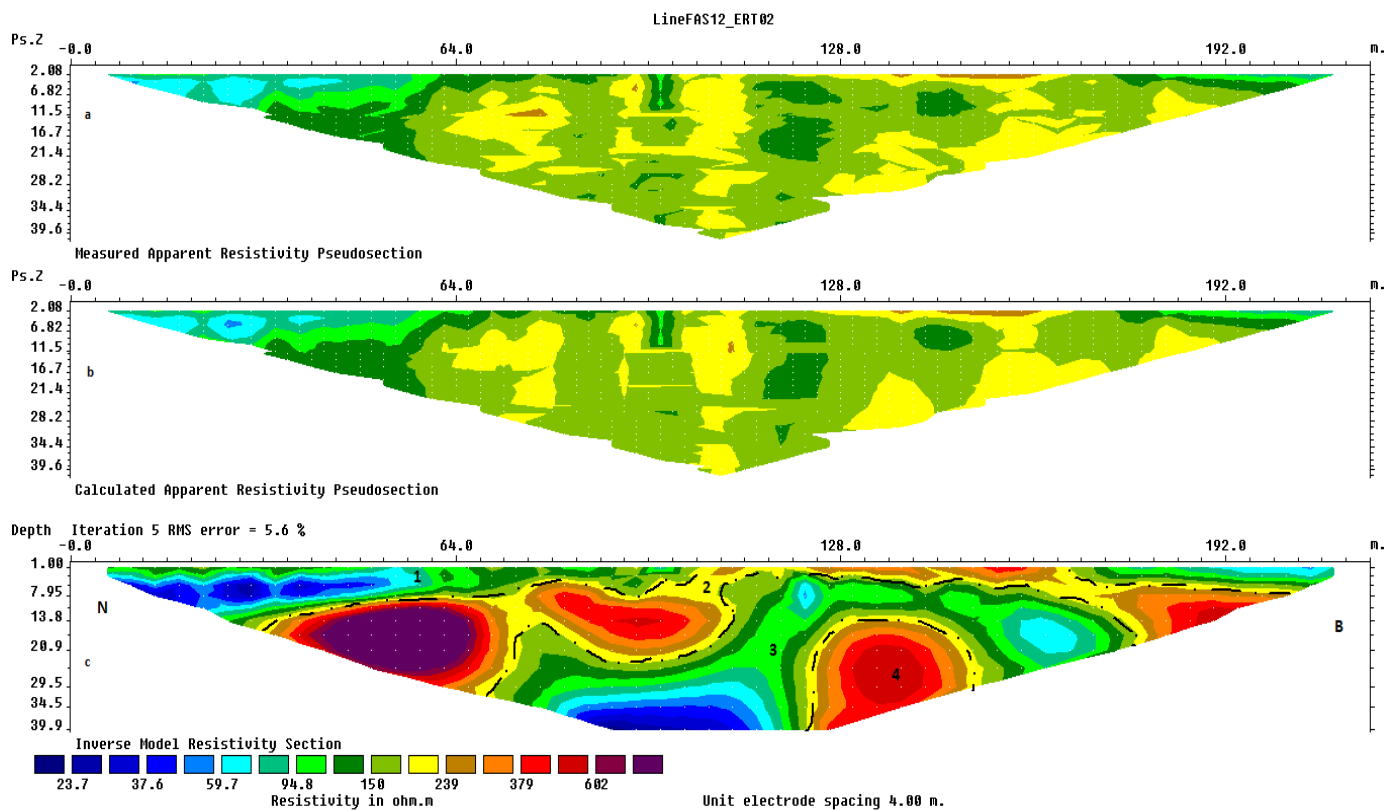 LineFAS12_ERT02
Ps.Z -0.0 64.0 128.0 192.0 m.
2.08
6.82
11.5
16.7
21.4
28.2
34.4
39.6
a
Measured Apparent Resistivity Pseudosection
Ps.Z -0.0 64.0 128.0 192.0 m.
2.08
6.82
11.5
16.7
21.4
28.2
34.4
39.6
b
Calculated Apparent Resistivity Pseudosection
Depth Iteration 5 RMS error = 5.6 %
-0.0 64.0 128.0 192.0 m.
1.00
7.95
13.8
20.9
29.5
34.5
39.9
N
B
c
1
2
3
4
Inverse Model Resistivity Section
23.7 37.6 59.7 94.8 150 239 379 602
Resistivity in ohm.m Unit electrode spacing 4.00 m.